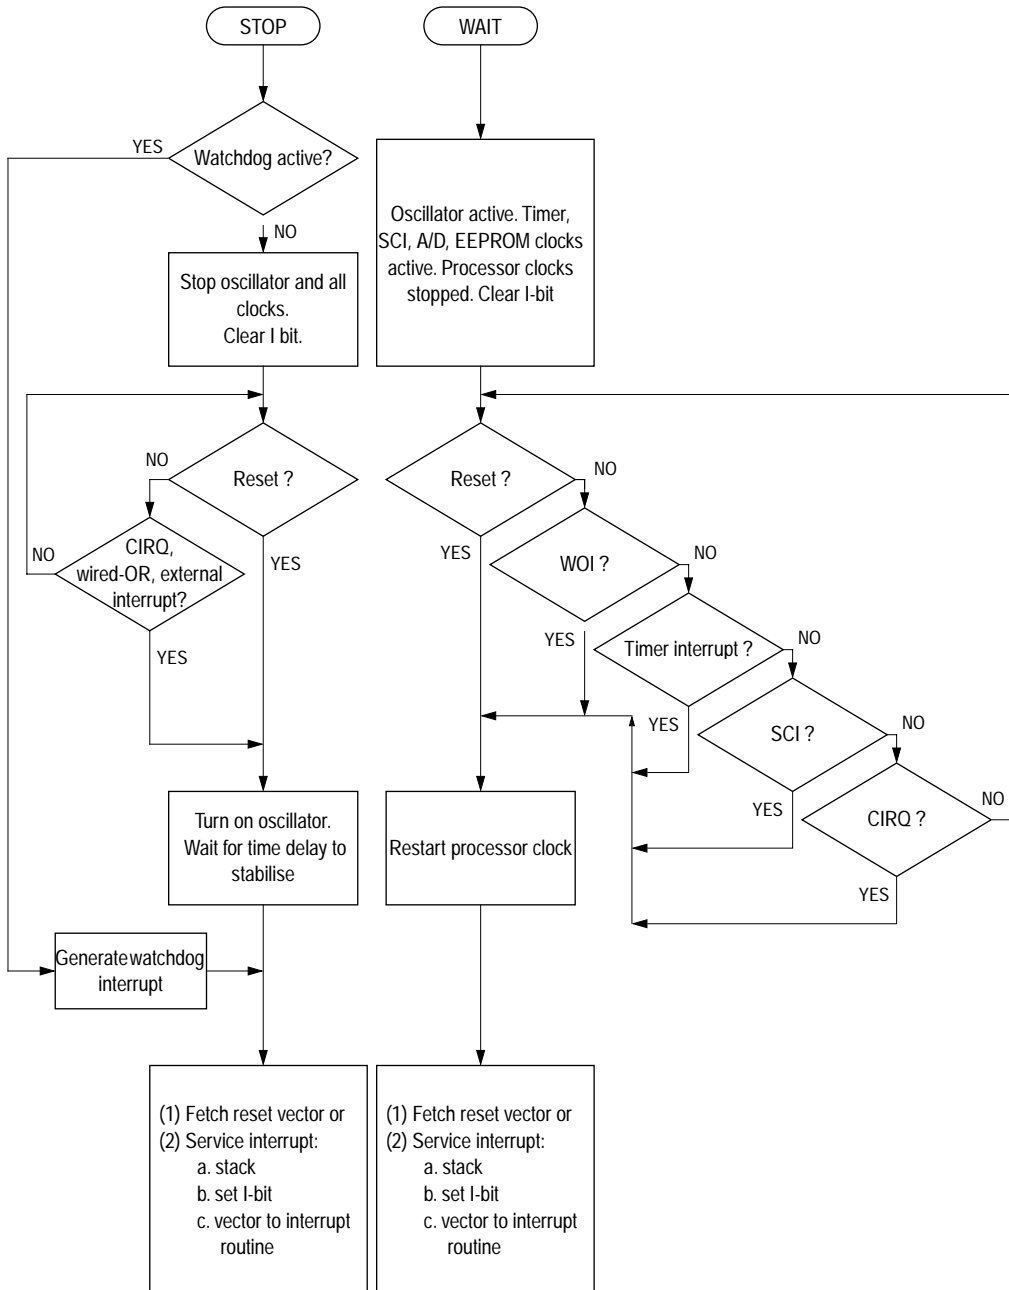 STOP
WAIT
YES
Watchdog active?
NO
Stop oscillator and all
clocks.
Clear I bit.
Oscillator active. Timer,
SCI, A/D, EEPROM clocks
active. Processor clocks
stopped. Clear I-bit
NO
Reset ?
YES
NO
CIRQ,
wired-OR, external
interrupt?
YES
Reset ?
NO
YES
WOI ?
NO
YES
Timer interrupt ?
NO
YES
SCI ?
NO
YES
CIRQ ?
NO
YES
Turn on oscillator.
Wait for time delay to
stabilise
Restart processor clock
Generate watchdog
interrupt
(1) Fetch reset vector or
(2) Service interrupt:
a. stack
b. set I-bit
c. vector to interrupt
routine
(1) Fetch reset vector or
(2) Service interrupt:
a. stack
b. set I-bit
c. vector to interrupt
routine